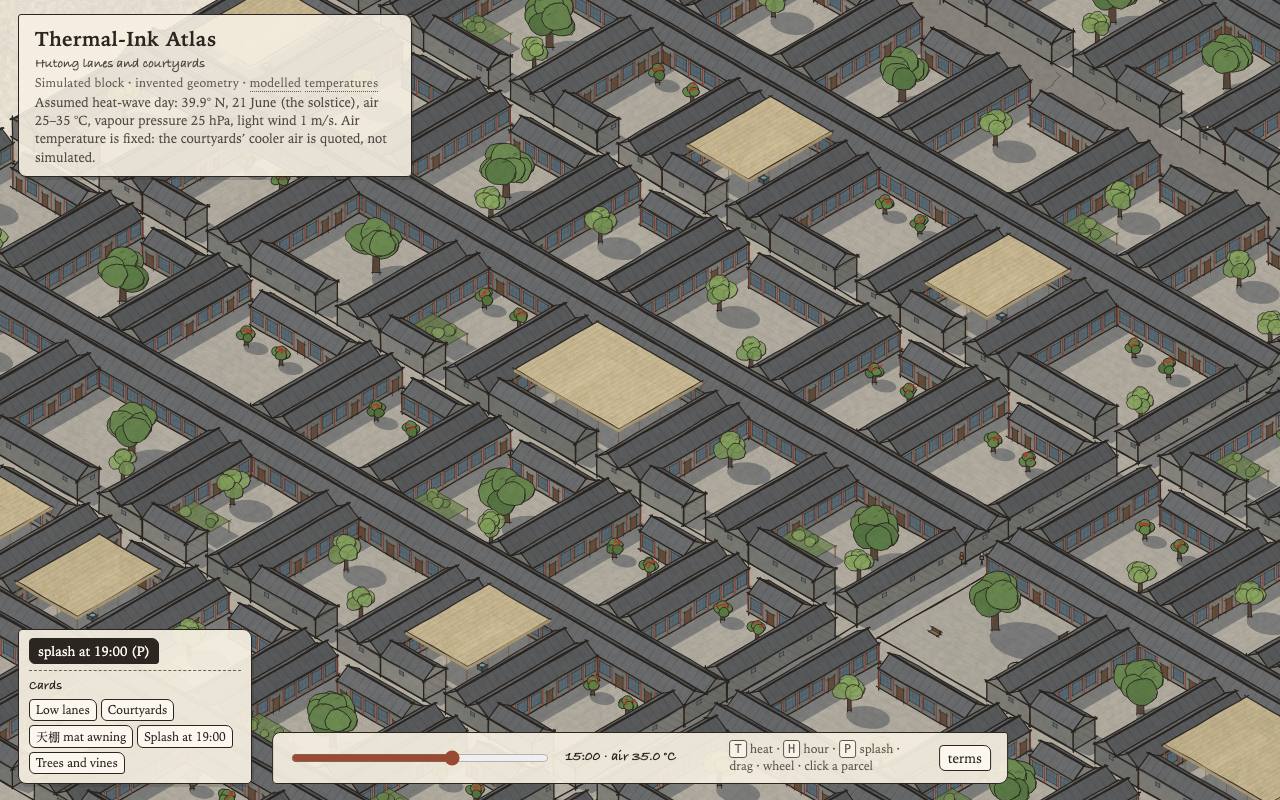 Thermal-Ink Atlas
Hutong lanes and courtyards
Simulated block · invented geometry · modelled temperatures
Assumed heat-wave day: 39.9° N, 21 June (the solstice), air
25–35 °C, vapour pressure 25 hPa, light wind 1 m/s. Air
temperature is fixed: the courtyards’ cooler air is quoted, not
simulated.
splash at 19:00 (P)
Cards
Low lanes
Courtyards
天棚 mat awning
Splash at 19:00
Trees and vines
15:00 · air 35.0 °C
T heat · H hour · P splash ·
drag · wheel · click a parcel
terms